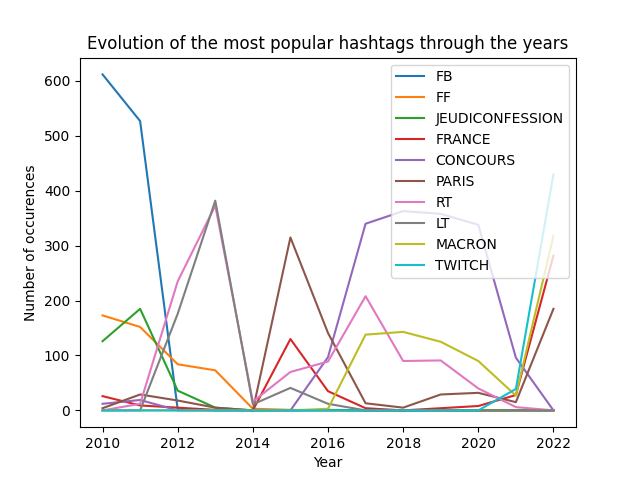 Evolution of the most popular hashtags through the years
FB
FF
JEUDICONFESSION
FRANCE
CONCOURS
PARIS
RT
LT
MACRON
TWITCH
Number of occurences
600
500
400
300
200
100
0
2010 2012 2014 2016 2018 2020 2022
Year